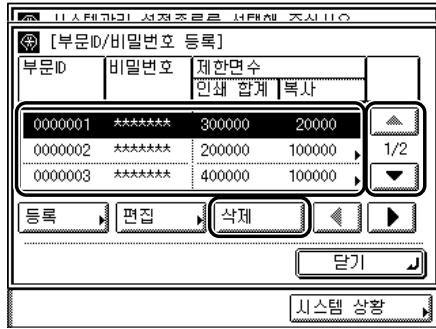 [부문ID/비밀번호 등록]
부문ID 비밀번호 제한면수
인쇄 합계 복사
0000001 ******* 300000 20000
0000002 ******* 200000 100000
0000003 ******* 400000 100000
1/2
등록 편집 삭제
닫기
시스템 상황